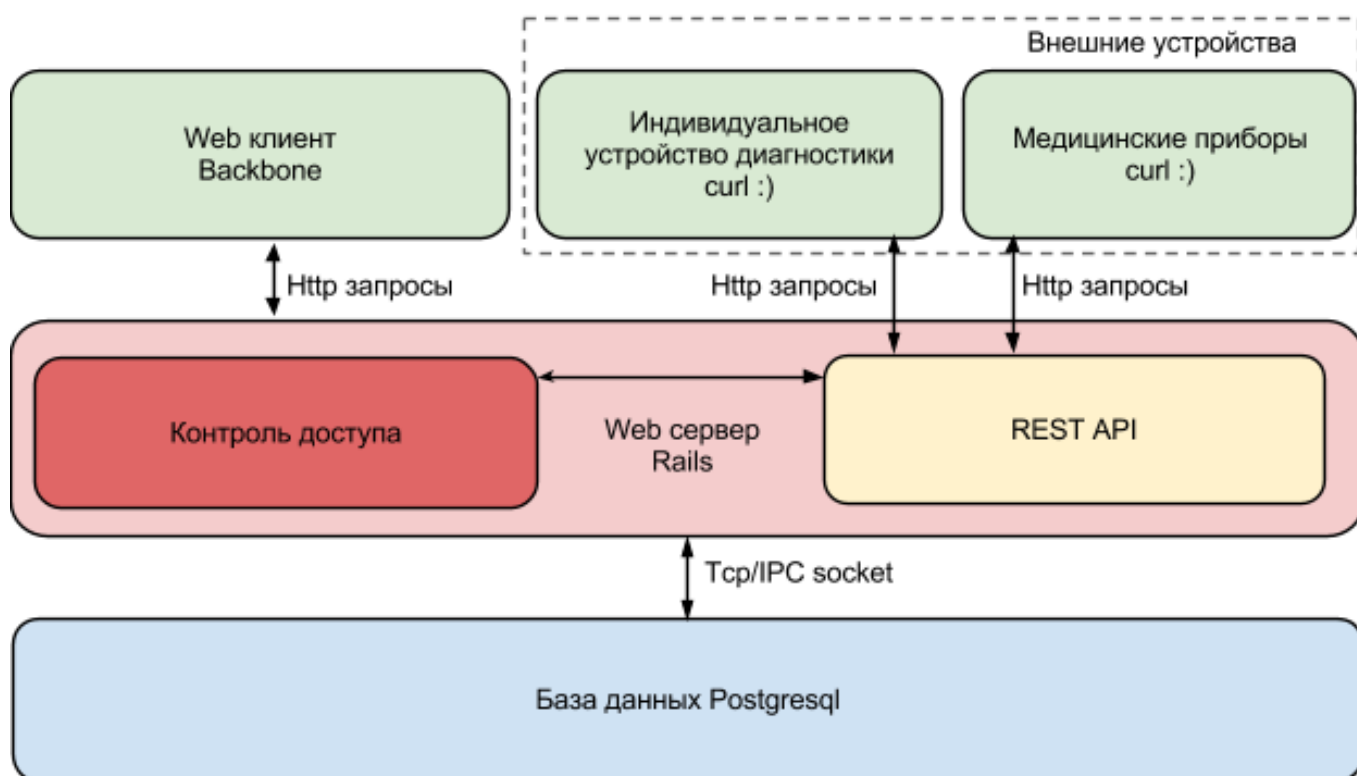 Внешние устройства
Web клиент
Backbone
Индивидуальное
устройство диагностики
curl :)
Медицинские приборы
curl :)
Http запросы
Http запросы
Http запросы
Контроль доступа
Web сервер
Rails
REST API
Tcp/IPC socket
База данных Postgresql